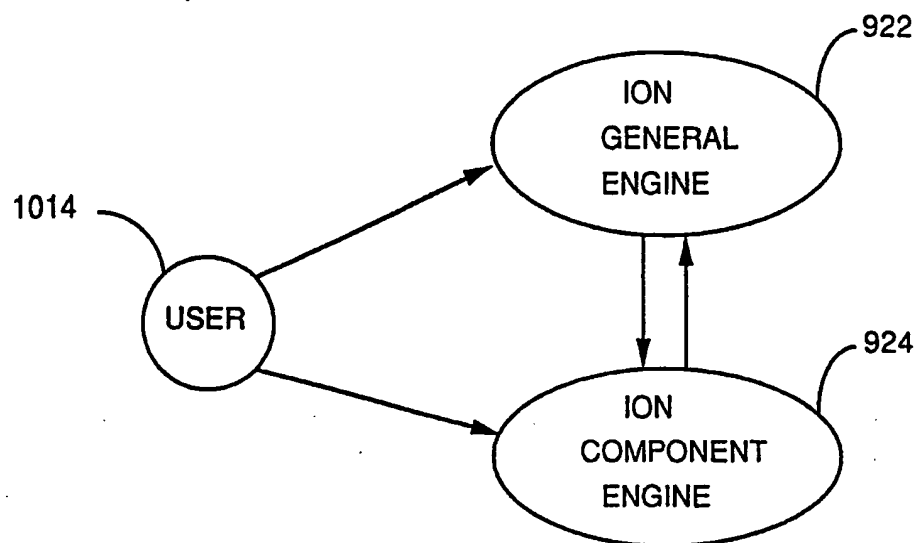 922
ION
GENERAL
ENGINE
1014
USER
924
ION
COMPONENT
ENGINE